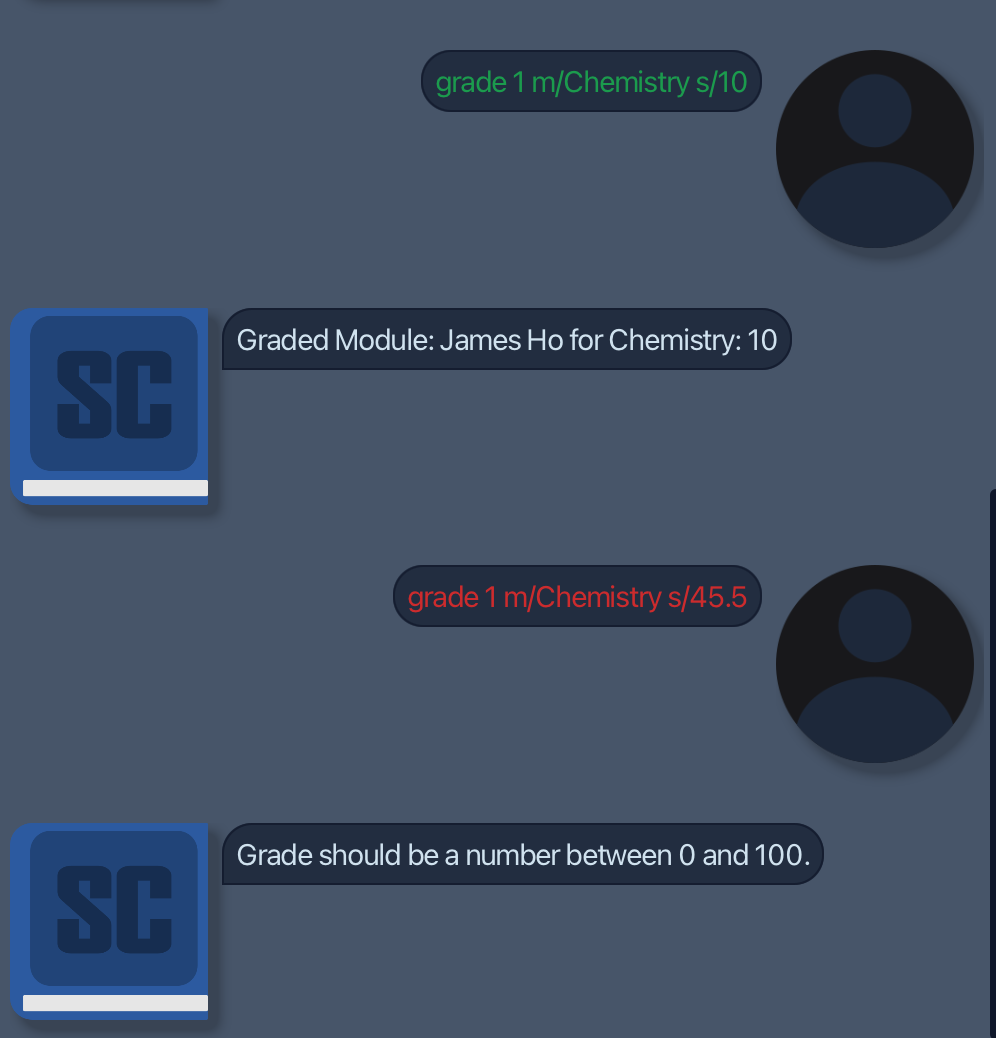 grade 1 m/Chemistry s/10
SC
Graded Module: James Ho for Chemistry: 10
grade 1 m/Chemistry s/45.5
SC
Grade should be a number between 0 and 100.